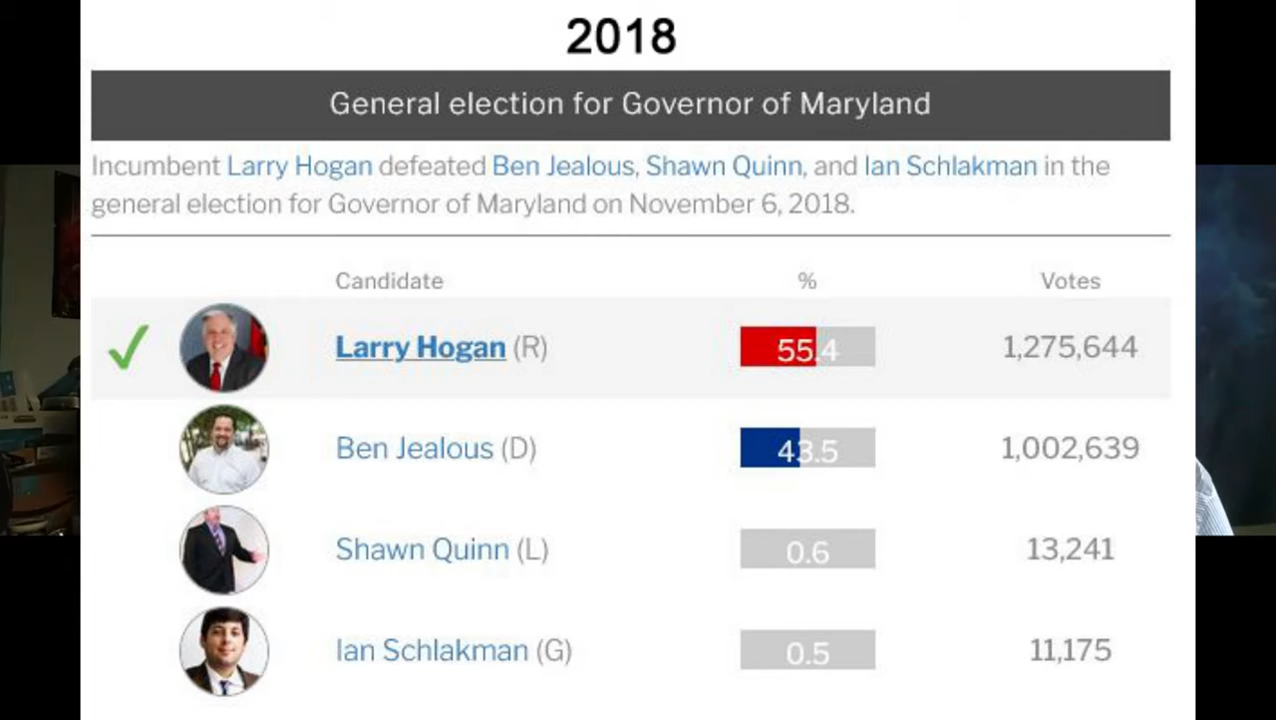 2018
General election for Governor of Maryland
Incumbent Larry Hogan defeated Ben Jealous, Shawn Quinn, and Ian Schlakman in the
general election for Governor of Maryland on November 6, 2018.
Candidate % Votes
Larry Hogan (R) 55.4 1,275,644
Ben Jealous (D) 43.5 1,002,639
Shawn Quinn (L) 0.6 13,241
Ian Schlakman (G) 0.5 11,175